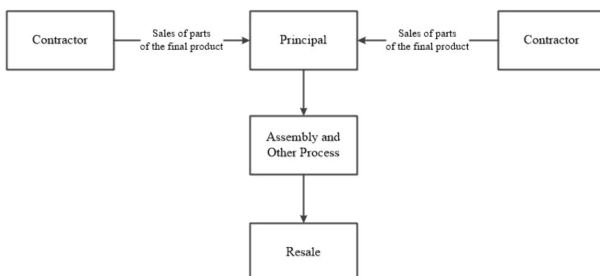 Contractor
Sales of parts
of the final product
Principal
Sales of parts
of the final product
Contractor
Assembly and
Other Process
Resale